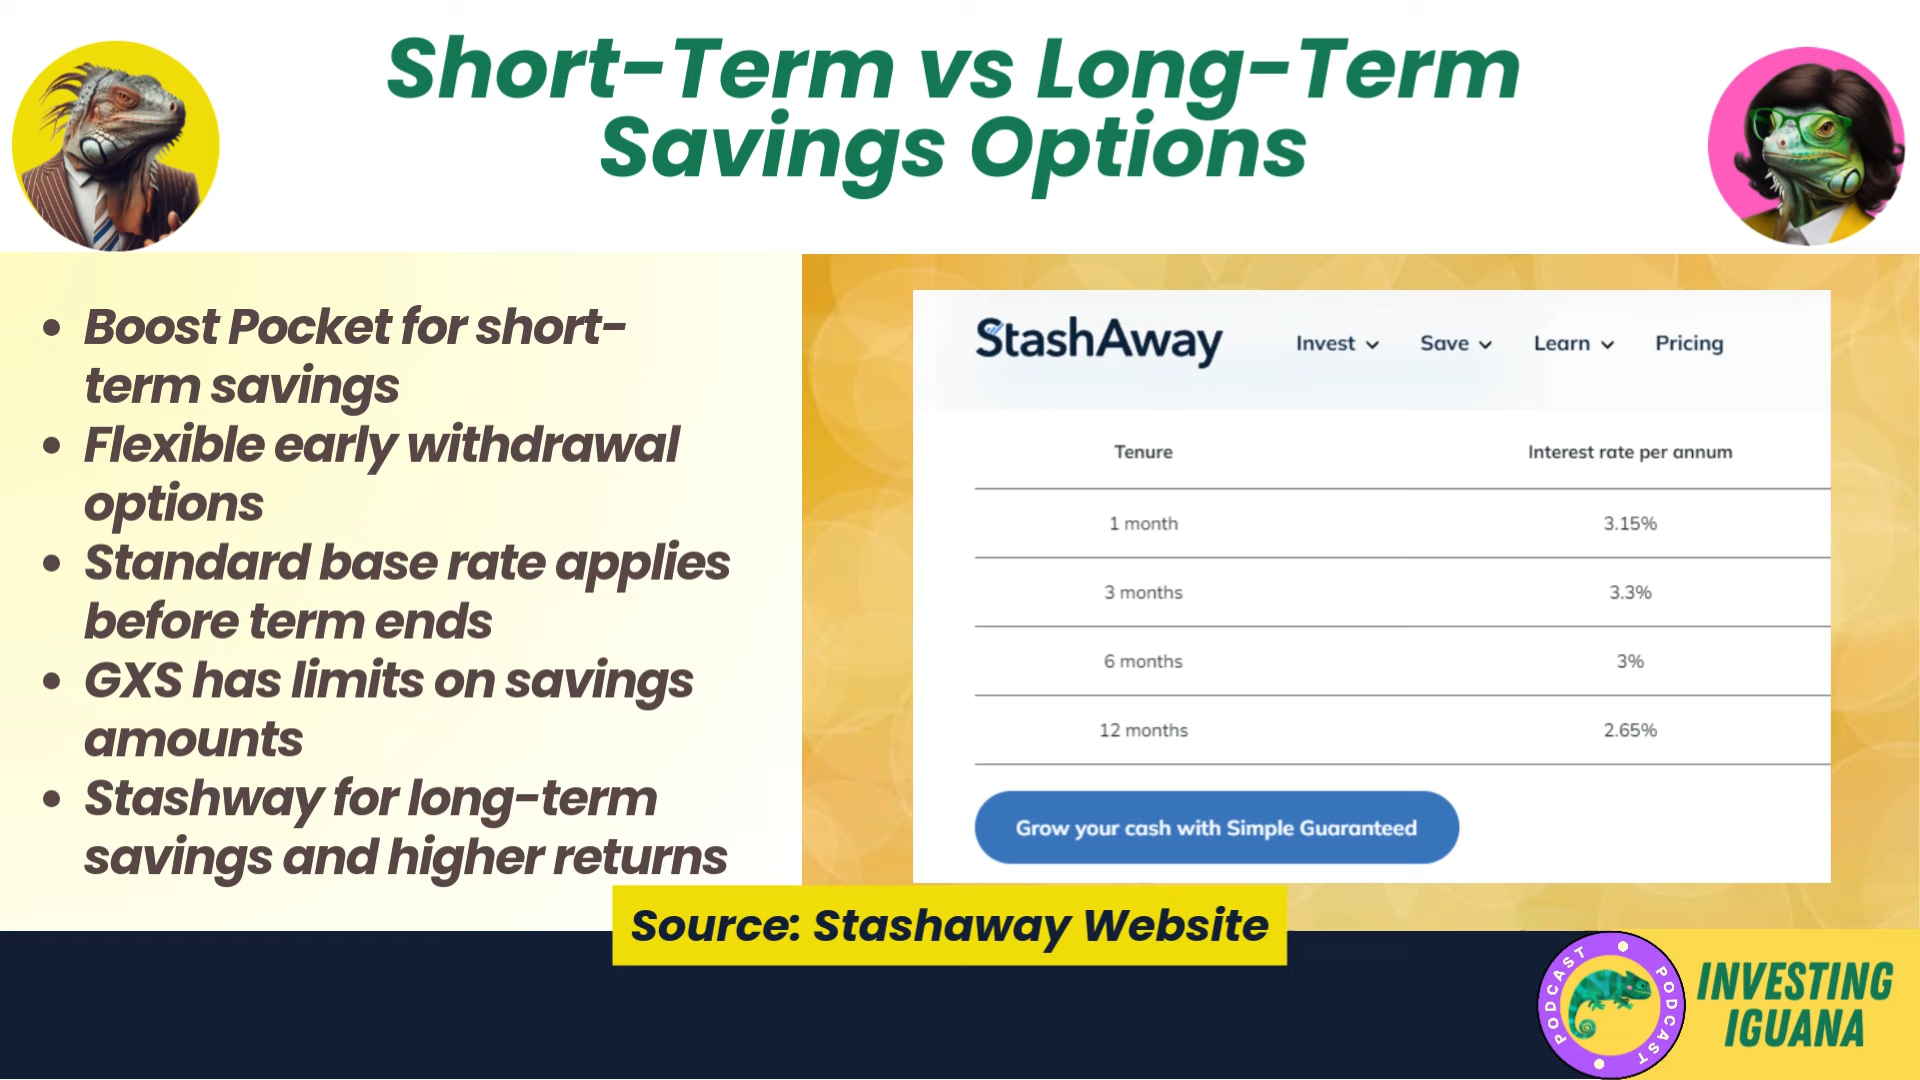 Short-Term vs Long-Term
Savings Options
Boost Pocket for short-
term savings
Flexible early withdrawal
options
Standard base rate applies
before term ends
GXS has limits on savings
amounts
Stashway for long-term
savings and higher returns
StashAway
Invest
Save
Learn
Pricing
Tenure Interest rate per annum
1 month 3.15%
3 months 3.3%
6 months 3%
12 months 2.65%
Grow your cash with Simple Guaranteed
Source: Stashaway Website
PODCAST
PODCAST
INVESTING
IGUANA